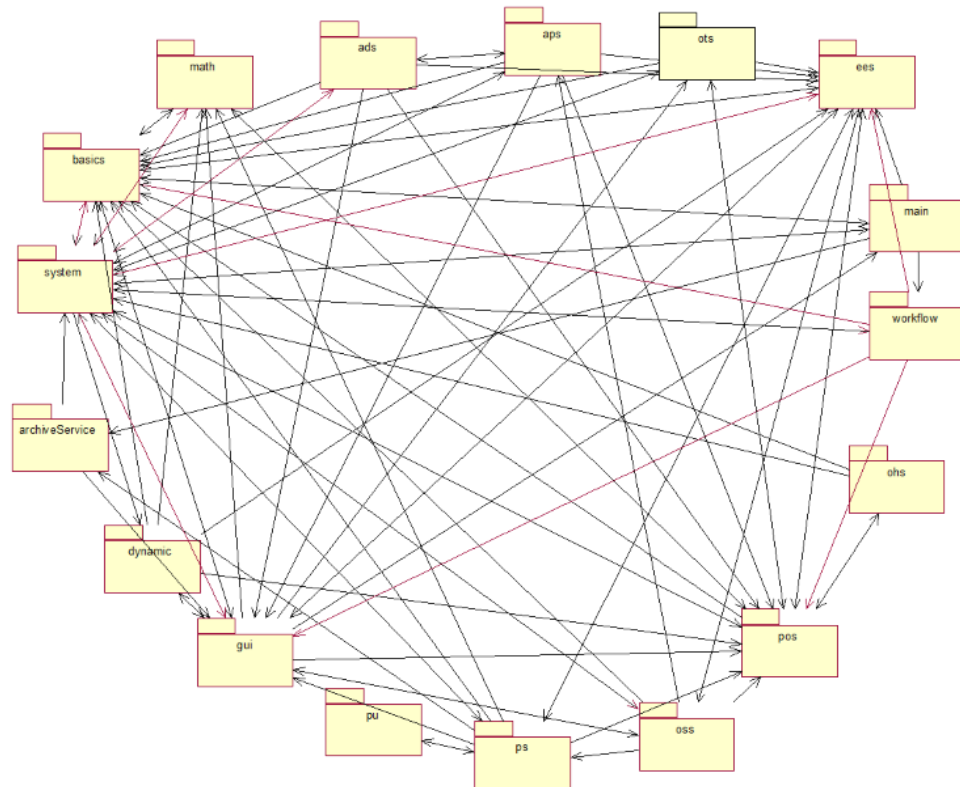 aps
ads
ots
math
ees
basics
main
system
workflow
archiveService
ohs
dynamic
pos
gui
pu
oss
ps